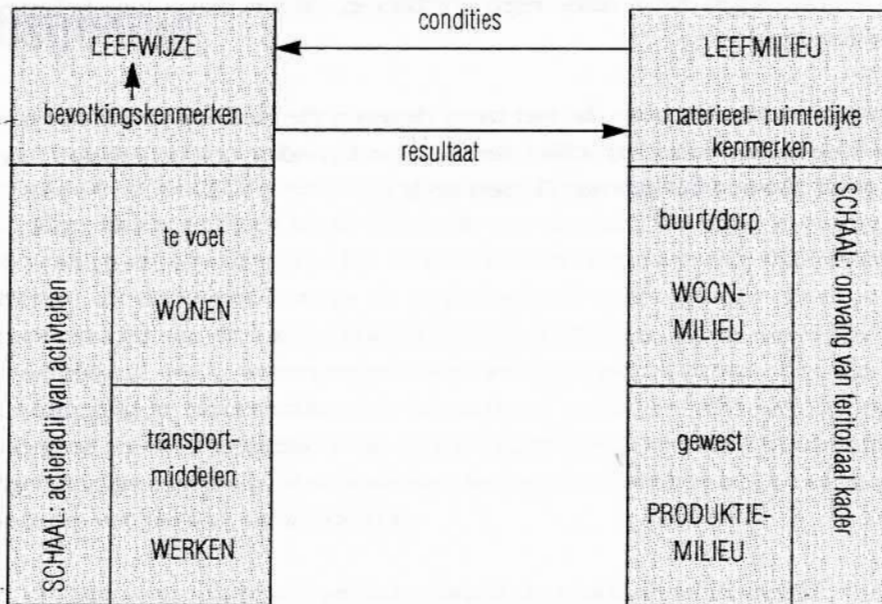 condities
LEEFWIJZE
bevolkingskenmerken
resultaat
LEEFMILIEU
materieel- ruimtelijke
kenmerken
SCHAAL: actieradii van activiteiten
te voet
WONEN
transport-
middelen
WERKEN
buurt/dorp
WOON-
MILIEU
gewest
PRODUKTIE-
MILIEU
SCHAAL: omvang van teritoriaal kader